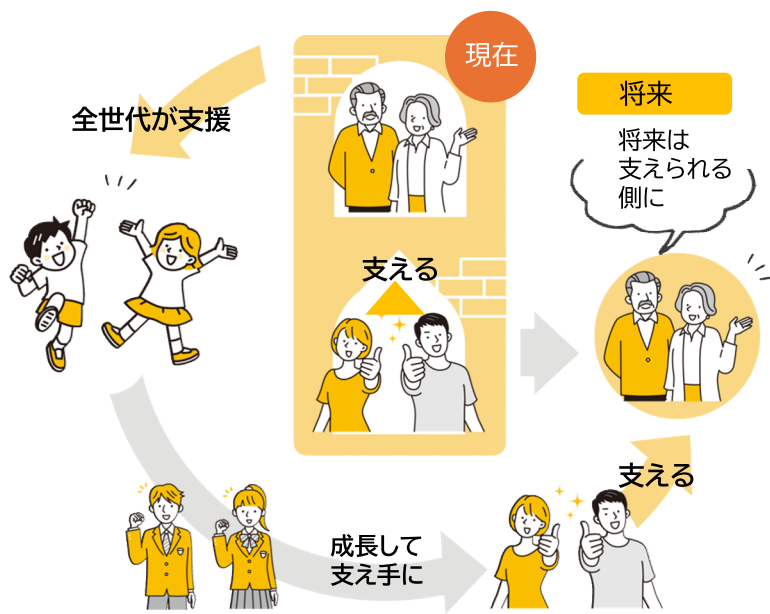 現在
全世代が支援
支える
将来
将来は
支えられる
側に
支える
成長して
支え手に